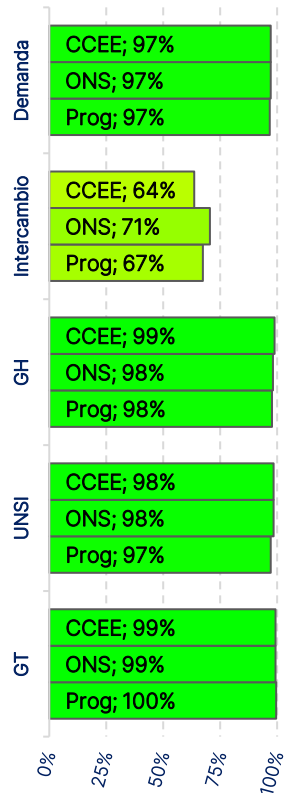 Demanda
CCEE; 97%
ONS; 97%
Prog; 97%
Intercambio
CCEE; 64%
ONS; 71%
Prog; 67%
GH
CCEE; 99%
ONS; 98%
Prog; 98%
UNSI
CCEE; 98%
ONS; 98%
Prog; 97%
GT
CCEE; 99%
ONS; 99%
Prog; 100%
0% 25% 50% 75% 100%